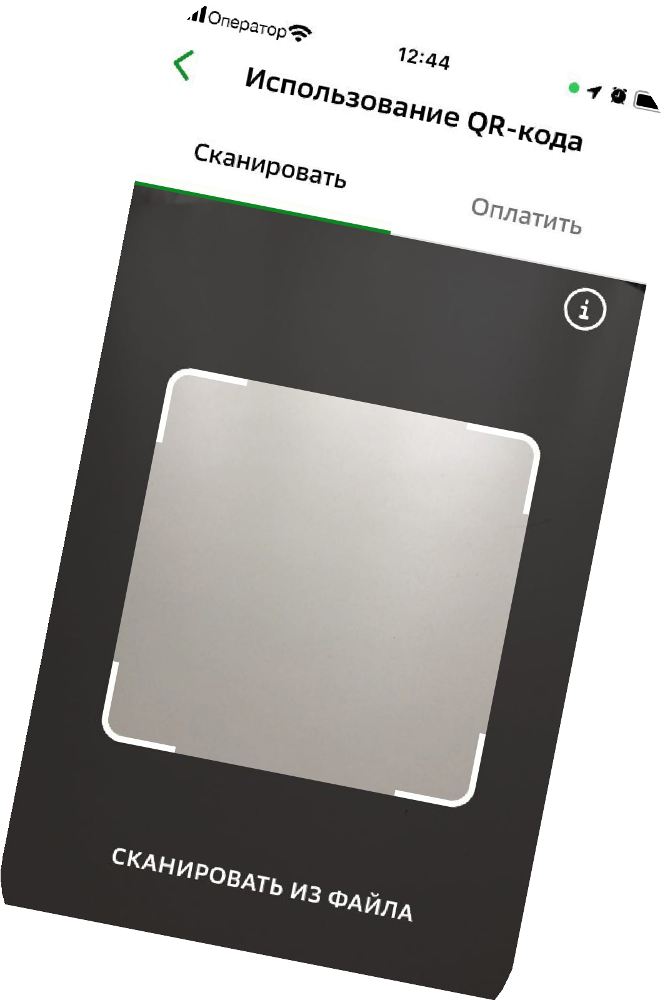 Оператор
12:44
Использование QR-кода
Сканировать
Оплатить
i
СКАНИРОВАТЬ ИЗ ФАЙЛА